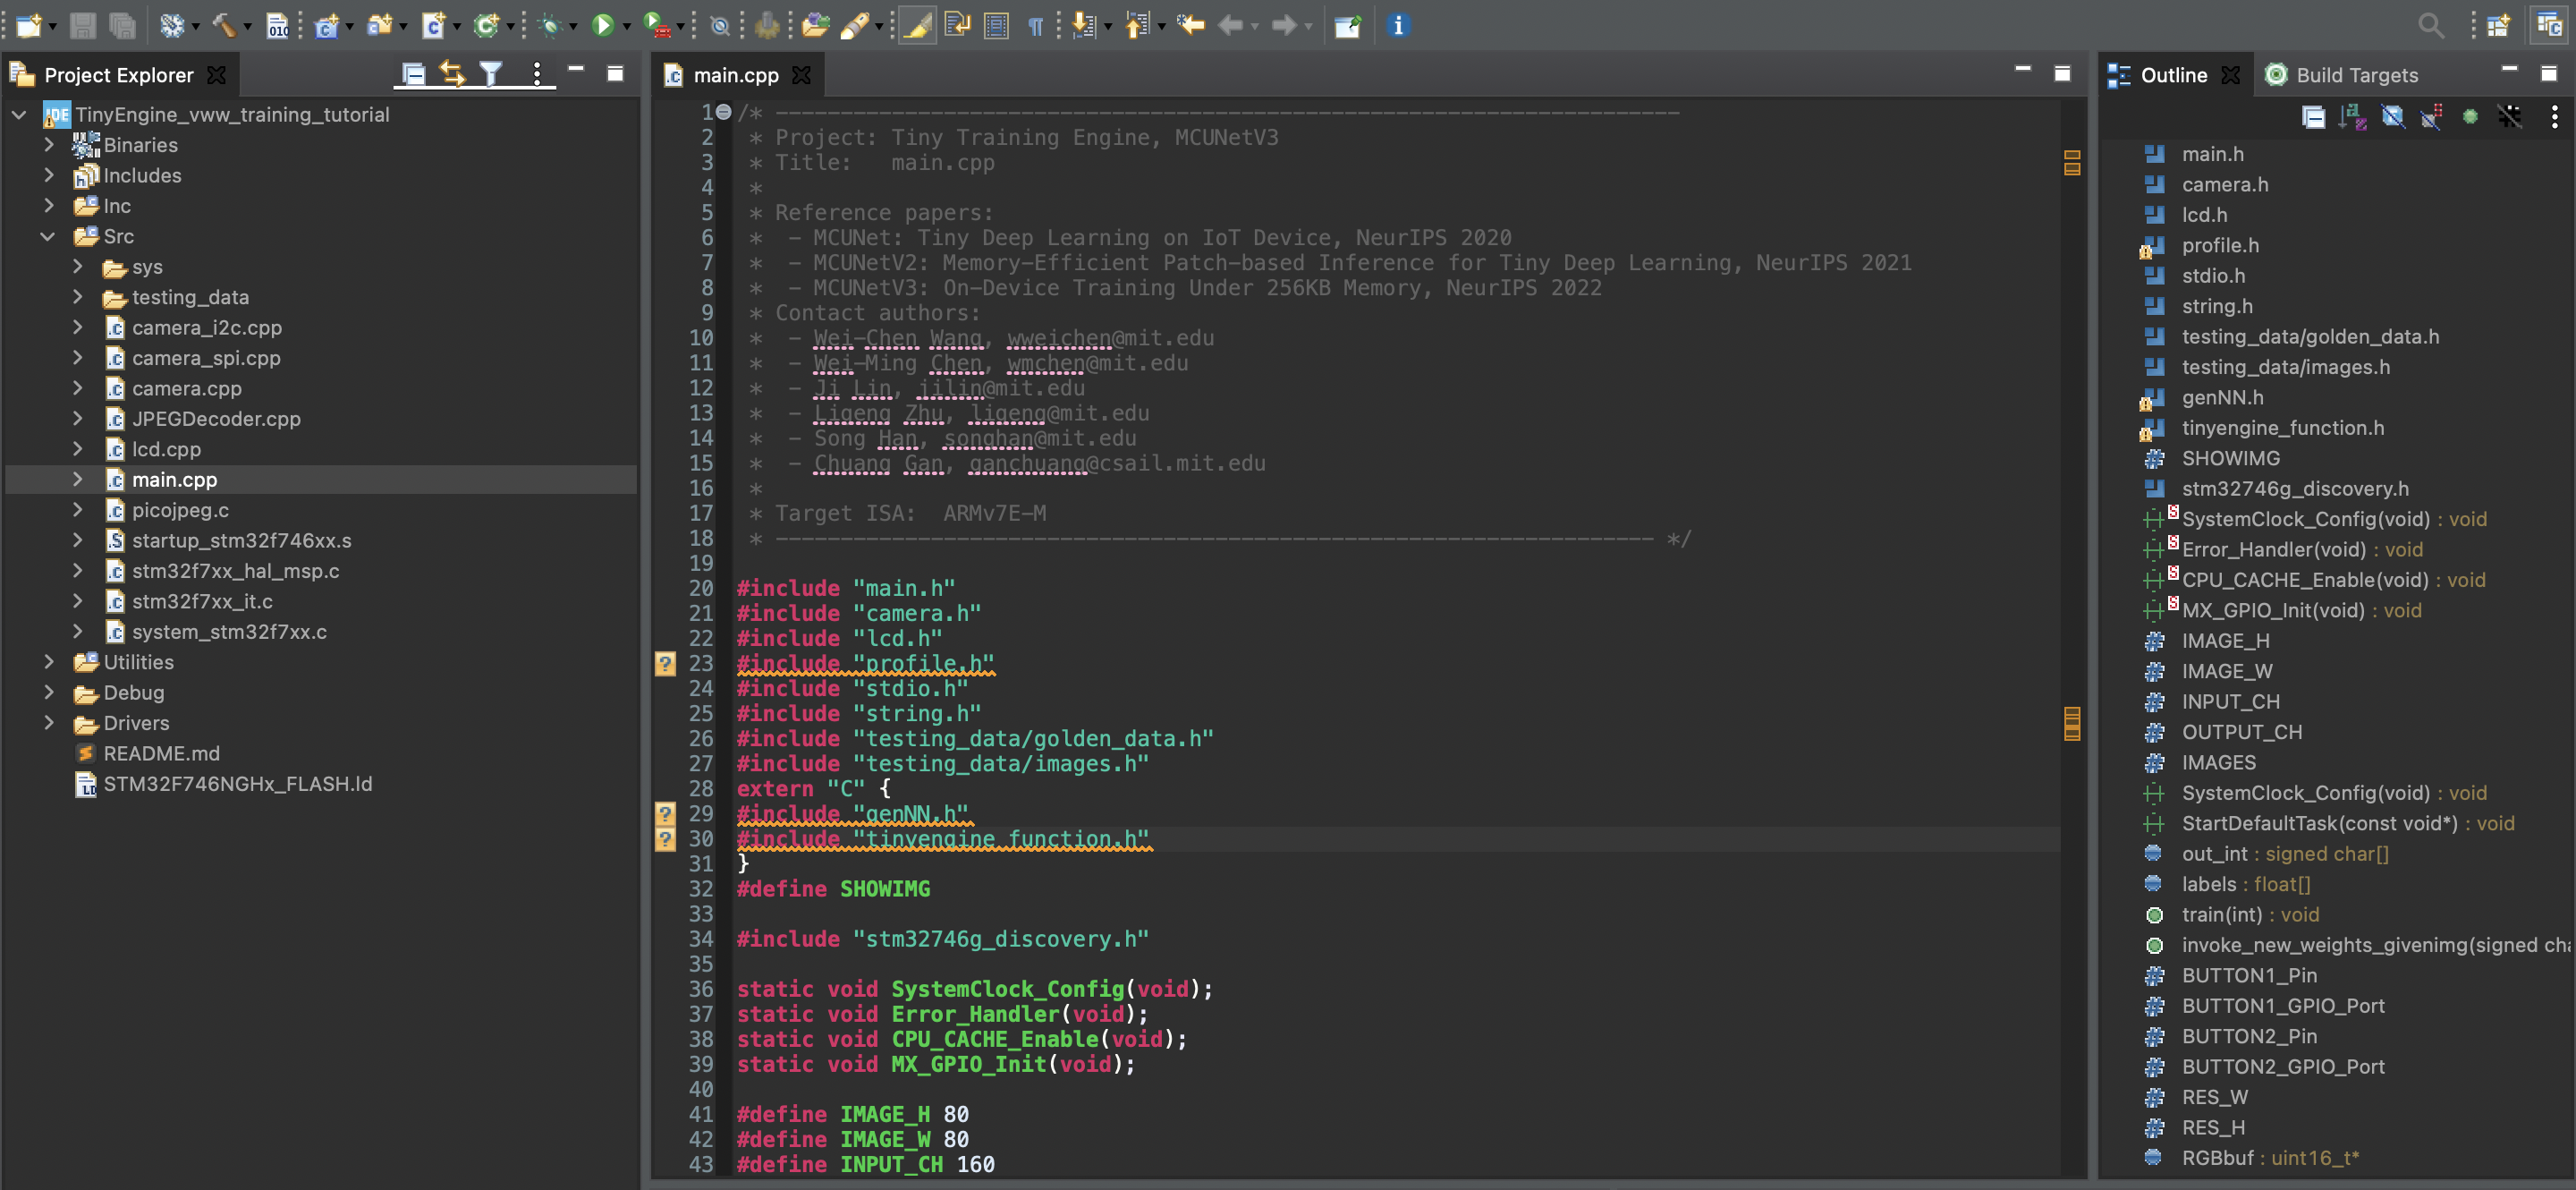 Project Explorer
TinyEngine_vww_training_tutorial
Binaries
Includes
Inc
Src
sys
testing_data
camera_i2c.cpp
camera_spi.cpp
camera.cpp
JPEGDecoder.cpp
lcd.cpp
main.cpp
picojpeg.c
startup_stm32f746xx.s
stm32f7xx_hal_msp.c
stm32f7xx_it.c
system_stm32f7xx.c
Utilities
Debug
Drivers
README.md
STM32F746NGHx_FLASH.ld
main.cpp
1 /* ----------------------------------------------------------------------
2 * Project: Tiny Training Engine, MCUNetV3
3 * Title:   main.cpp
4 *
5 * Reference papers:
6 *  - MCUNet: Tiny Deep Learning on IoT Device, NeurIPS 2020
7 *  - MCUNetV2: Memory-Efficient Patch-based Inference for Tiny Deep Learning, NeurIPS 2021
8 *  - MCUNetV3: On-Device Training Under 256KB Memory, NeurIPS 2022
9 * Contact authors:
10 *  - Wei-Chen Wang, wweichen@mit.edu
11 *  - Wei-Ming Chen, wmchen@mit.edu
12 *  - Ji Lin, jilin@mit.edu
13 *  - Ligeng Zhu, ligeng@mit.edu
14 *  - Song Han, songhan@mit.edu
15 *  - Chuang Gan, ganchuang@csail.mit.edu
16 *
17 * Target ISA:  ARMv7E-M
18 * -------------------------------------------------------------------- */
19
20 #include "main.h"
21 #include "camera.h"
22 #include "lcd.h"
23 #include "profile.h"
24 #include "stdio.h"
25 #include "string.h"
26 #include "testing_data/golden_data.h"
27 #include "testing_data/images.h"
28 extern "C" {
29 #include "genNN.h"
30 #include "tinyengine_function.h"
31 }
32 #define SHOWIMG
33
34 #include "stm32746g_discovery.h"
35
36 static void SystemClock_Config(void);
37 static void Error_Handler(void);
38 static void CPU_CACHE_Enable(void);
39 static void MX_GPIO_Init(void);
40
41 #define IMAGE_H 80
42 #define IMAGE_W 80
43 #define INPUT_CH 160
Outline
Build Targets
main.h
camera.h
lcd.h
profile.h
stdio.h
string.h
testing_data/golden_data.h
testing_data/images.h
genNN.h
tinyengine_function.h
SHOWIMG
stm32746g_discovery.h
SystemClock_Config(void) : void
Error_Handler(void) : void
CPU_CACHE_Enable(void) : void
MX_GPIO_Init(void) : void
IMAGE_H
IMAGE_W
INPUT_CH
OUTPUT_CH
IMAGES
SystemClock_Config(void) : void
StartDefaultTask(const void*) : void
out_int : signed char[]
labels : float[]
train(int) : void
invoke_new_weights_givenimg(signed cha
BUTTON1_Pin
BUTTON1_GPIO_Port
BUTTON2_Pin
BUTTON2_GPIO_Port
RES_W
RES_H
RGBbuf : uint16_t*